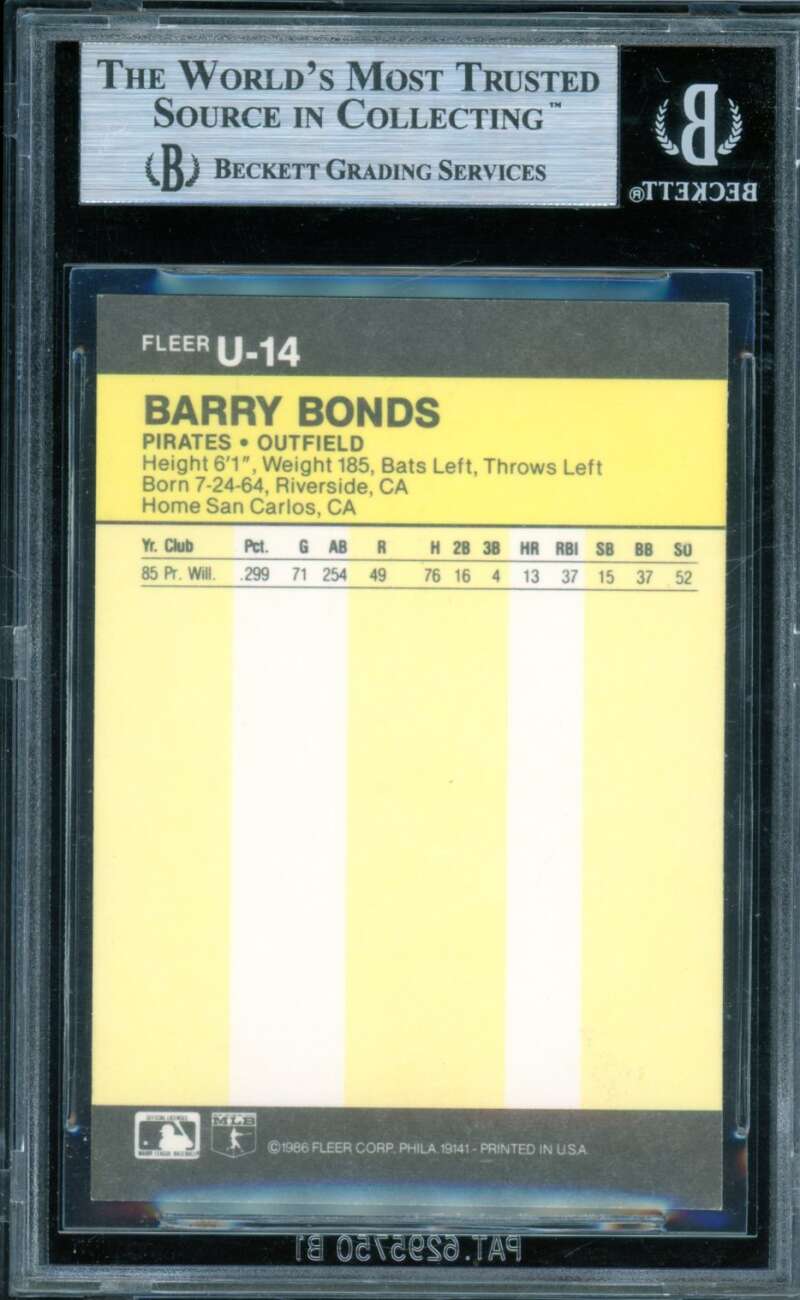 THE WORLD'S MOST TRUSTED
SOURCE IN COLLECTING™
B BECKETT GRADING SERVICES
B
BECKETT®
FLEER U-14
BARRY BONDS
PIRATES • OUTFIELD
Height 6'1", Weight 185, Bats Left, Throws Left
Born 7-24-64, Riverside, CA
Home San Carlos, CA
Yr. Club Pct. G AB R H 2B 3B HR RBI SB BB SO
85 Pr. Will. .299 71 254 49 76 16 4 13 37 15 37 52
MLB
©1986 FLEER CORP. PHILA. 19141 - PRINTED IN U.S.A.
PAT.6295750 B1